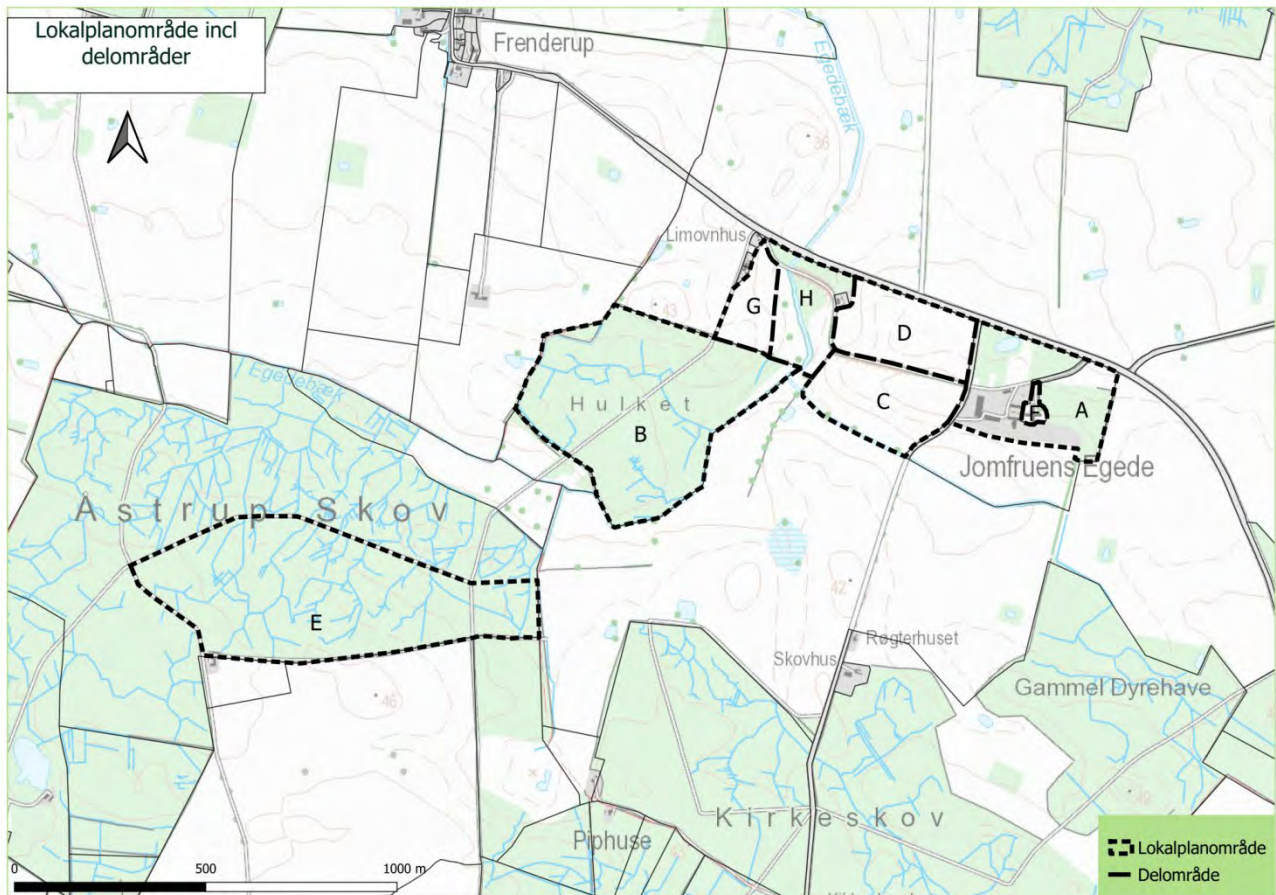 Lokalplanområde incl
delområder
Frenderup
Egedebæk
36
Limovnhus
43
G
H
D
Egedebæk
Hulket
B
C
F
A
Jomfruens Egede
Åstrup Skov
E
42
Røgterhuset
Skovhus
Gammel Dyrehave
46
49
Piphuse
Kirkeskov
0 500 1000 m
Lokalplanområde
Delområde